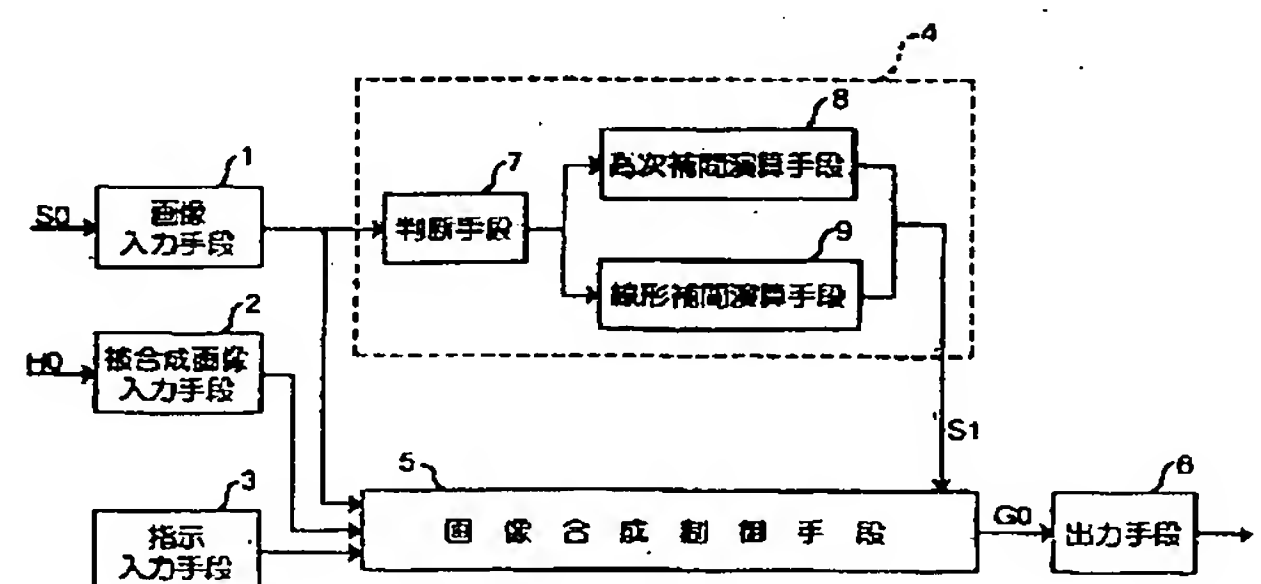 4
8
高次補間演算手段
1
7
S0
画像
入力手段
判断手段
9
線形補間演算手段
2
H0
被合成画像
入力手段
S1
3
5
6
指示
入力手段
画像合成制御手段
G0
出力手段